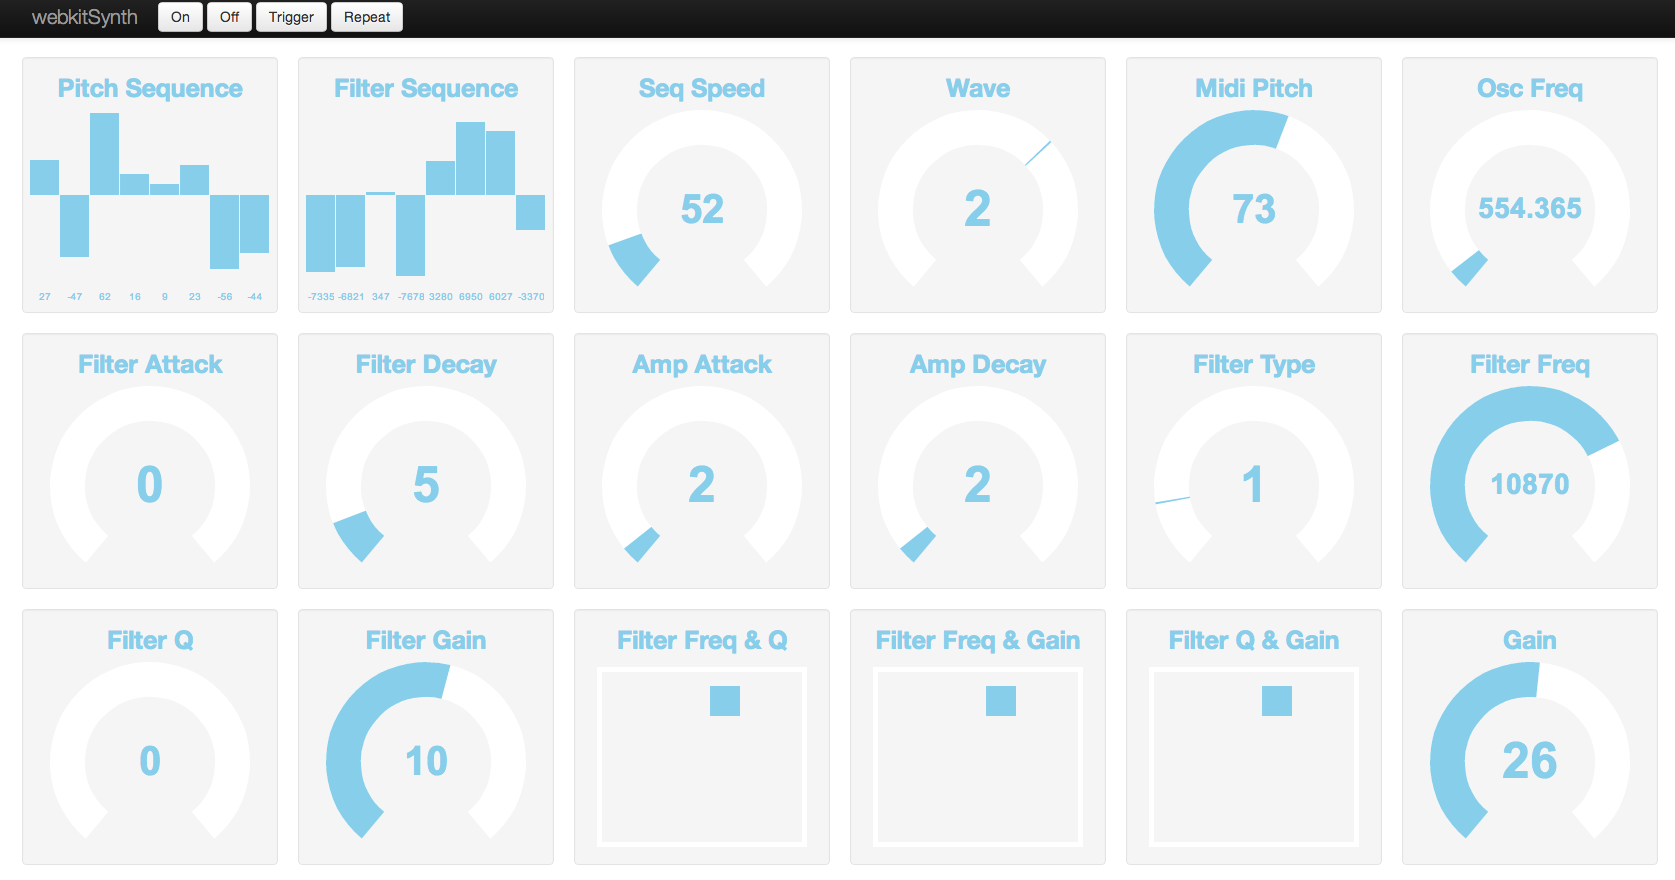 webkitSynth On Off Trigger Repeat
Pitch Sequence
27 -47 62 16 9 23 -56 -44
Filter Sequence
-7335 -6821 347 -7678 3280 6950 6027 -3370
Seq Speed
52
Wave
2
Midi Pitch
73
Osc Freq
554.365
Filter Attack
0
Filter Decay
5
Amp Attack
2
Amp Decay
2
Filter Type
1
Filter Freq
10870
Filter Q
0
Filter Gain
10
Filter Freq & Q
Filter Freq & Gain
Filter Q & Gain
Gain
26